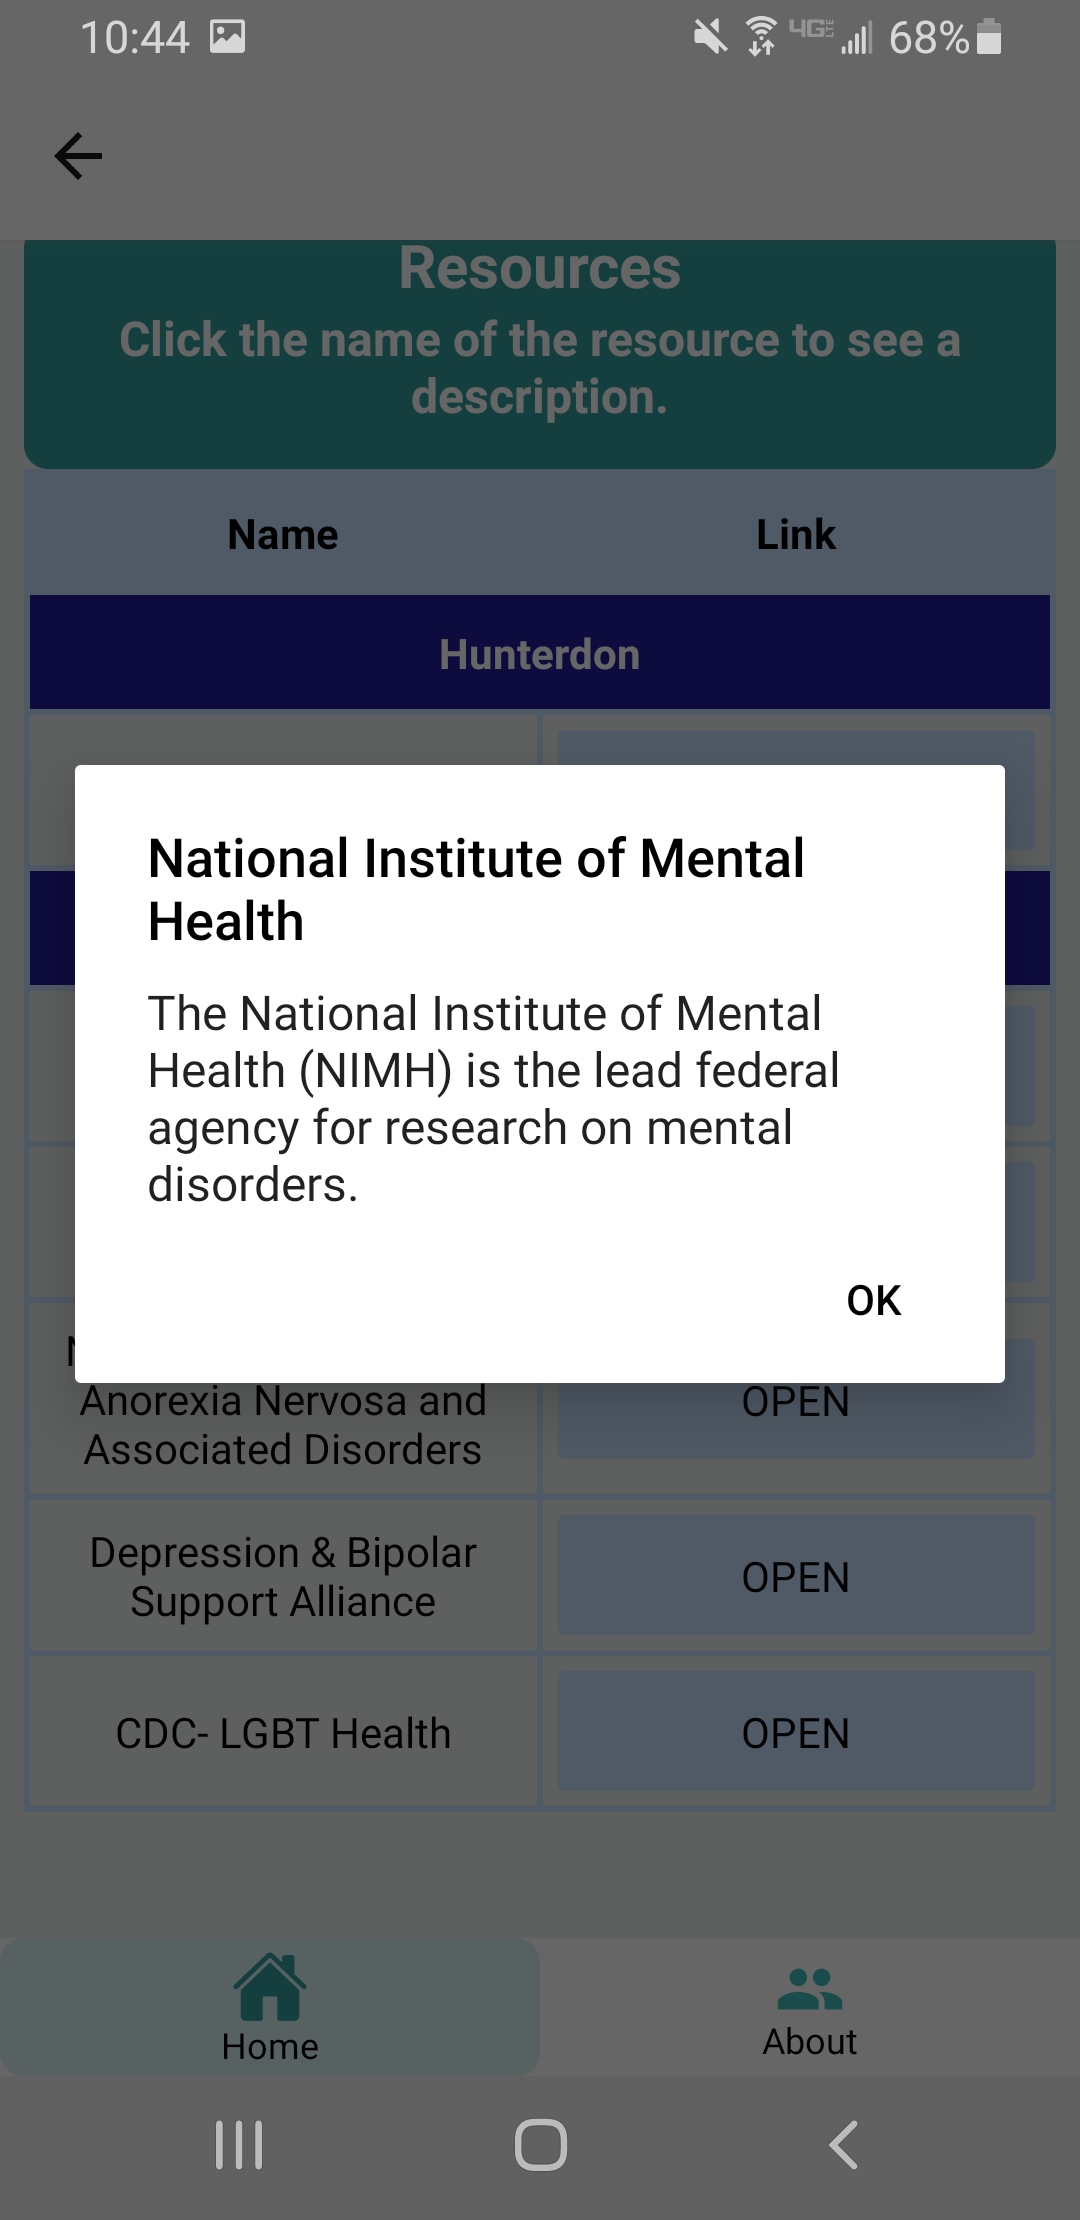 10:44
4G LTE 68%
Resources
Click the name of the resource to see a
description.
Name Link
Hunterdon
National Institute of Mental
Health
The National Institute of Mental
Health (NIMH) is the lead federal
agency for research on mental
disorders.
OK
Anorexia Nervosa and
Associated Disorders
OPEN
Depression & Bipolar
Support Alliance
OPEN
CDC- LGBT Health
OPEN
Home
About